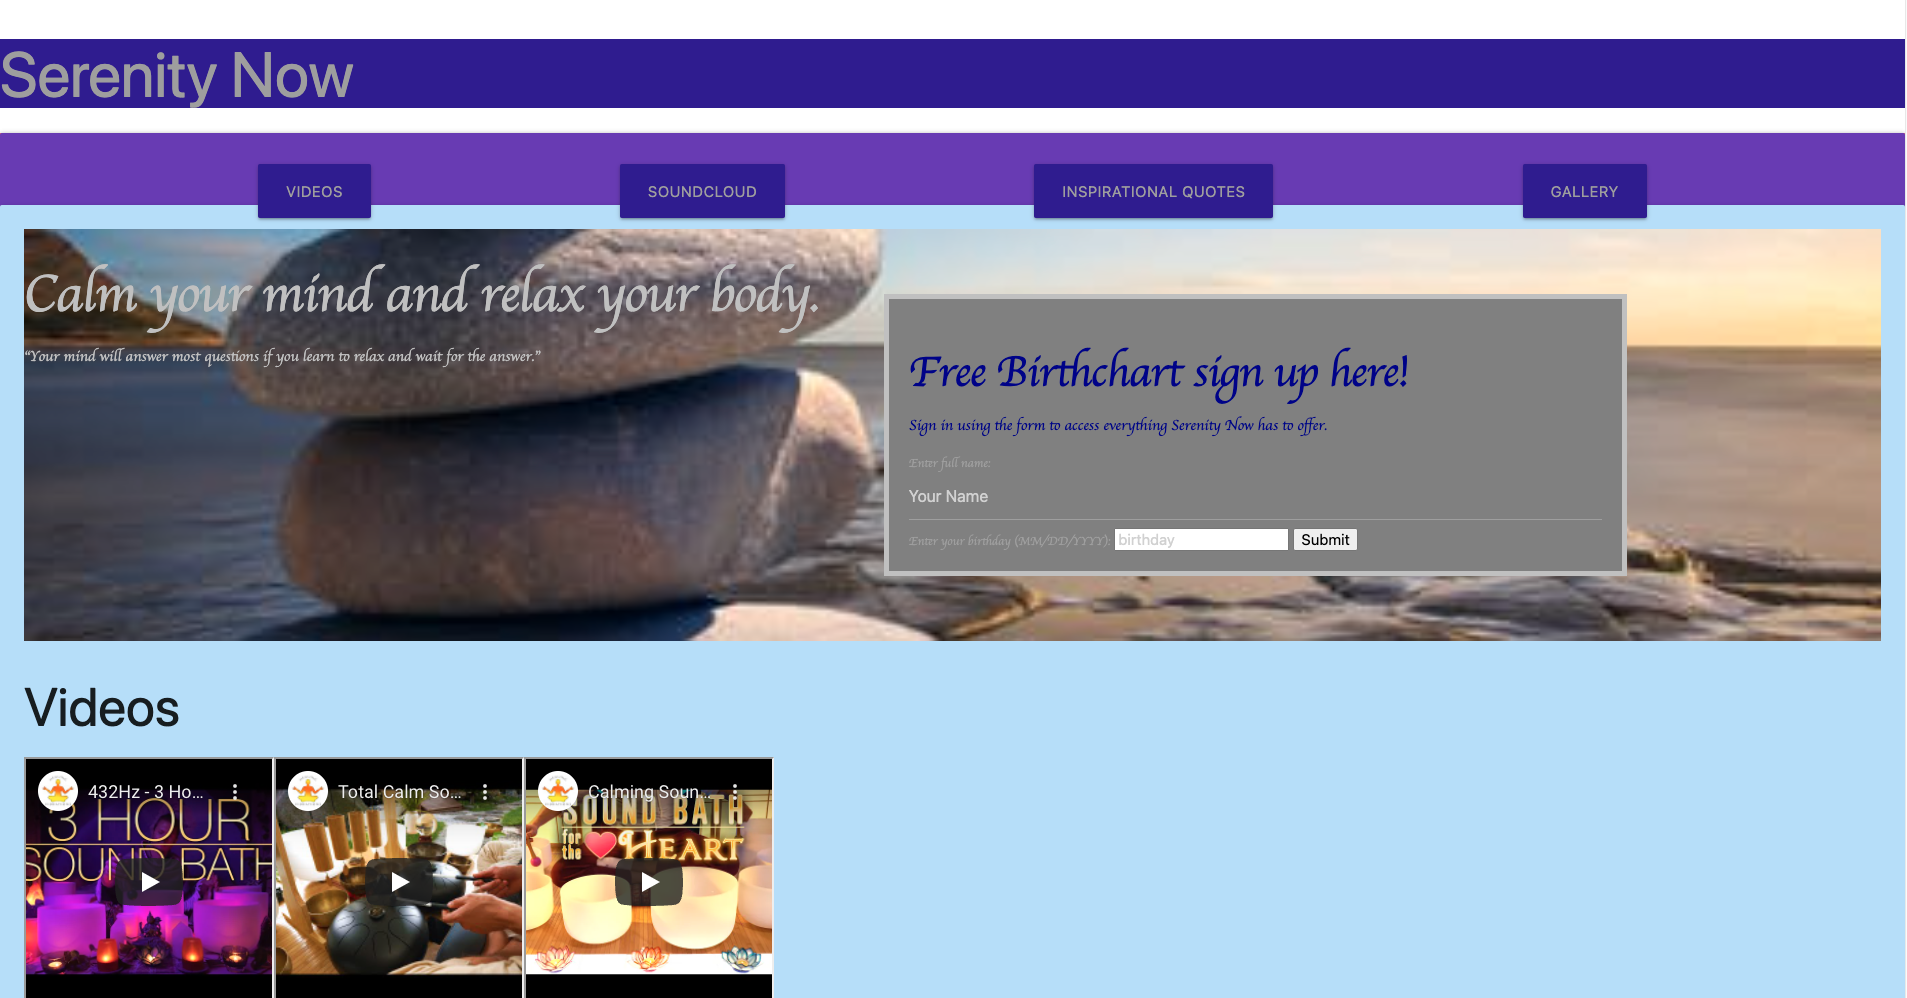 Serenity Now
VIDEOS
SOUNDCLOUD
INSPIRATIONAL QUOTES
GALLERY
Calm your mind and relax your body.
“Your mind will answer most questions if you learn to relax and wait for the answer.”
Free Birthchart sign up here!
Sign in using the form to access everything Serenity Now has to offer.
Enter full name:
Your Name
Enter your birthday (MM/DD/YYYY): birthday Submit
Videos
432Hz - 3 Ho...
3 HOUR
SOUND BATH
Total Calm So...
Calming Soun...
SOUND BATH
for the ❤ HEART